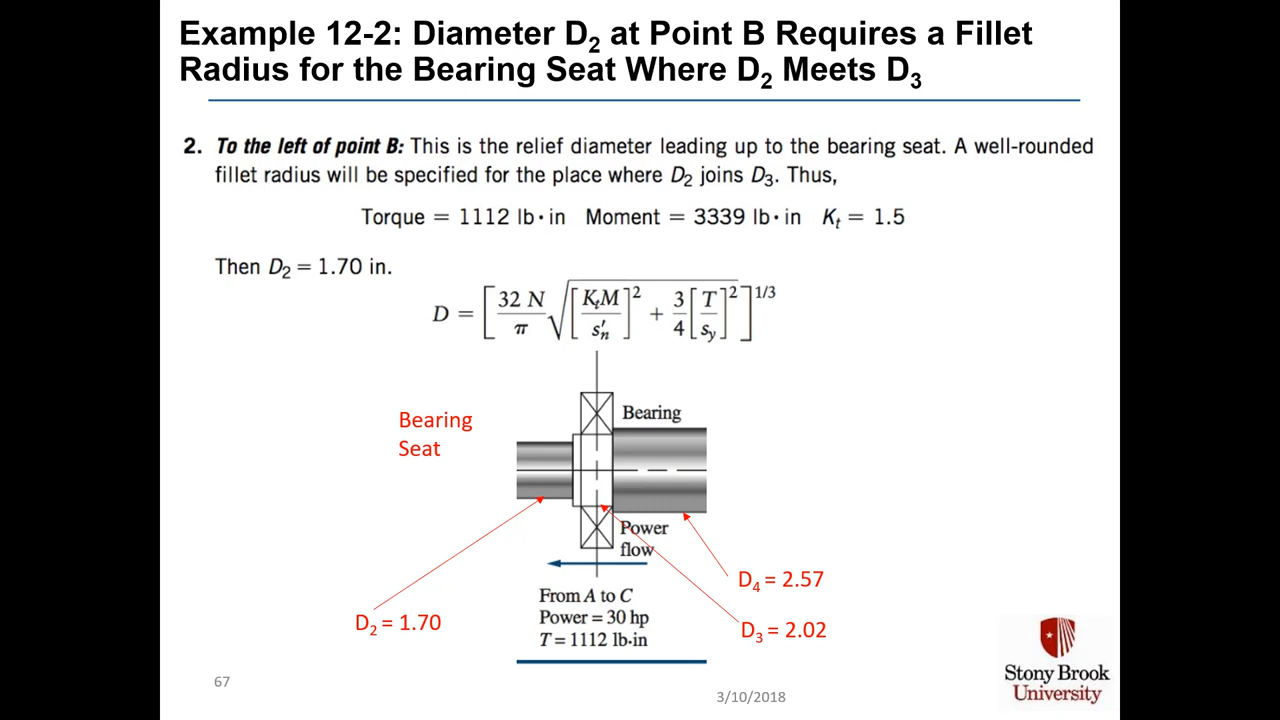 Example 12-2: Diameter D₂ at Point B Requires a Fillet
Radius for the Bearing Seat Where D₂ Meets D₃
2. To the left of point B: This is the relief diameter leading up to the bearing seat. A well-rounded
fillet radius will be specified for the place where D₂ joins D₃. Thus,
Torque = 1112 lb·in Moment = 3339 lb·in Kₜ = 1.5
Then D₂ = 1.70 in.
D = [ 32 N / π √( [ KₜM / s′ₙ ]² + 3/4 [ T / s_y ]² ) ]^1/3
Bearing
Seat
Bearing
Power
flow
D₄ = 2.57
From A to C
Power = 30 hp
T = 1112 lb·in
D₂ = 1.70
D₃ = 2.02
67
3/10/2018
Stony Brook
University